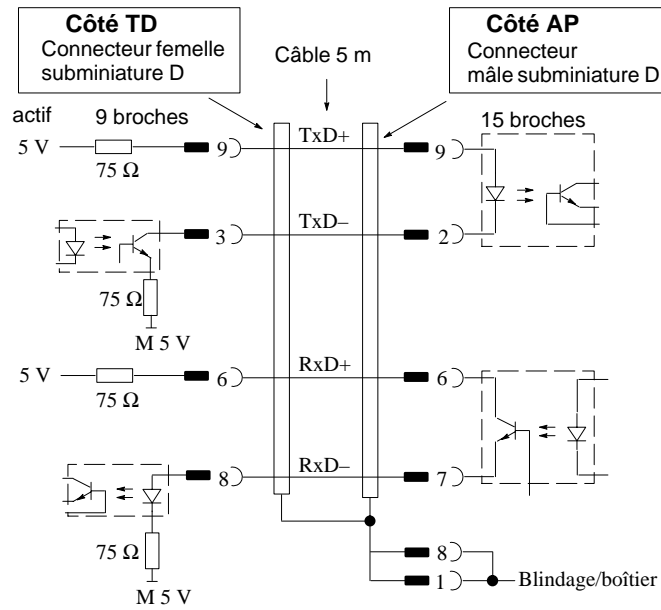 Côté TD
Connecteur femelle
subminiature D
Câble 5 m
Côté AP
Connecteur
mâle subminiature D
actif
9 broches
15 broches
5 V
75 Ω
9
TxD+
9
3
TxD–
2
75 Ω
M 5 V
5 V
75 Ω
6
RxD+
6
8
RxD–
7
75 Ω
M 5 V
8
1
Blindage/boîtier